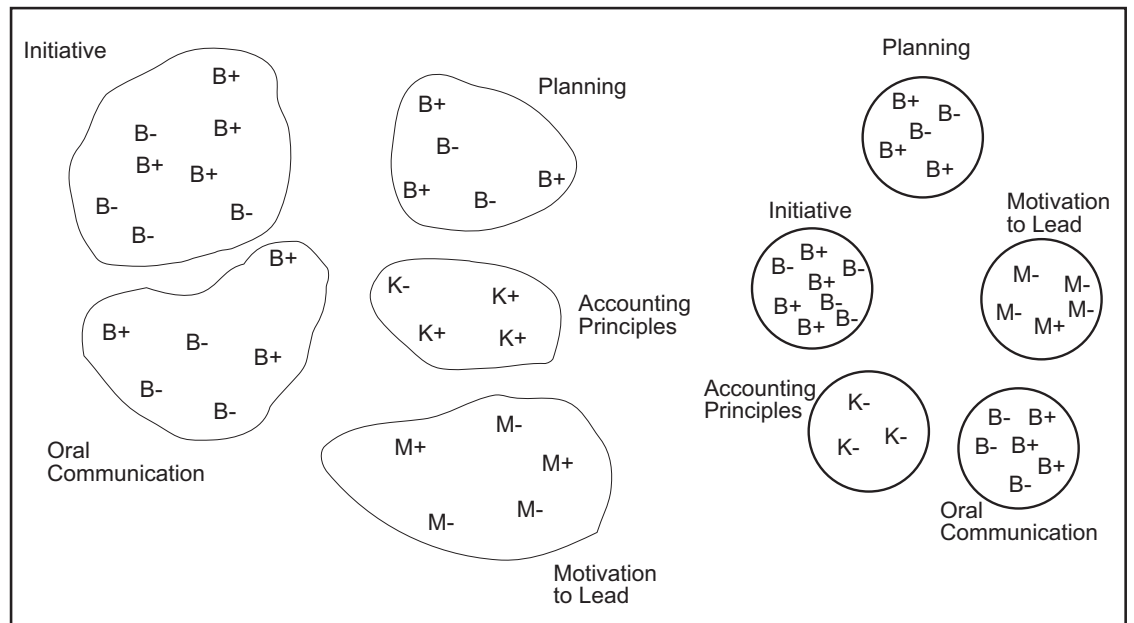 Initiative
B+
B-
B+
B+
B+
B-
B-
B-
Planning
B+
B-
B+
B-
B+
B+
B+
B-
B+
B-
B-
Oral
Communication
K-
K+
K+
K+
Accounting
Principles
M-
M+
M+
M-
M-
Motivation
to Lead
Planning
B+
B-
B-
B+
B+
Initiative
B+
B-
B-
B+
B+
B-
B+
B-
Motivation
to Lead
M-
M-
M-
M+
M-
Accounting
Principles
K-
K-
K-
B-
B+
B-
B+
B+
B-
Oral
Communication